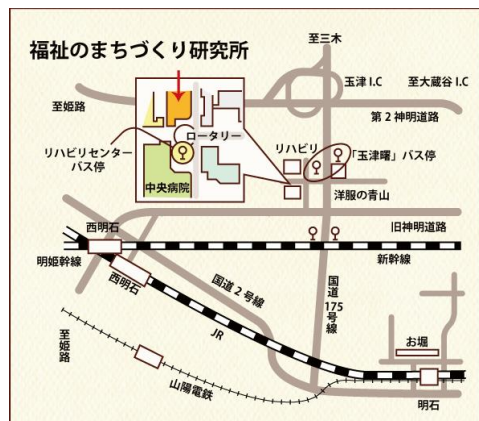 福祉のまちづくり研究所
至三木
玉津 I.C
至大蔵谷 I.C
至姫路
第2神明道路
ロータリー
リハビリセンター
バス停
リハビリ
「玉津曙」バス停
中央病院
洋服の青山
西明石
旧神明道路
明姫幹線
新幹線
西明石
国道2号線
国道
175
号線
至
姫
路
JR
お堀
山陽電鉄
明石